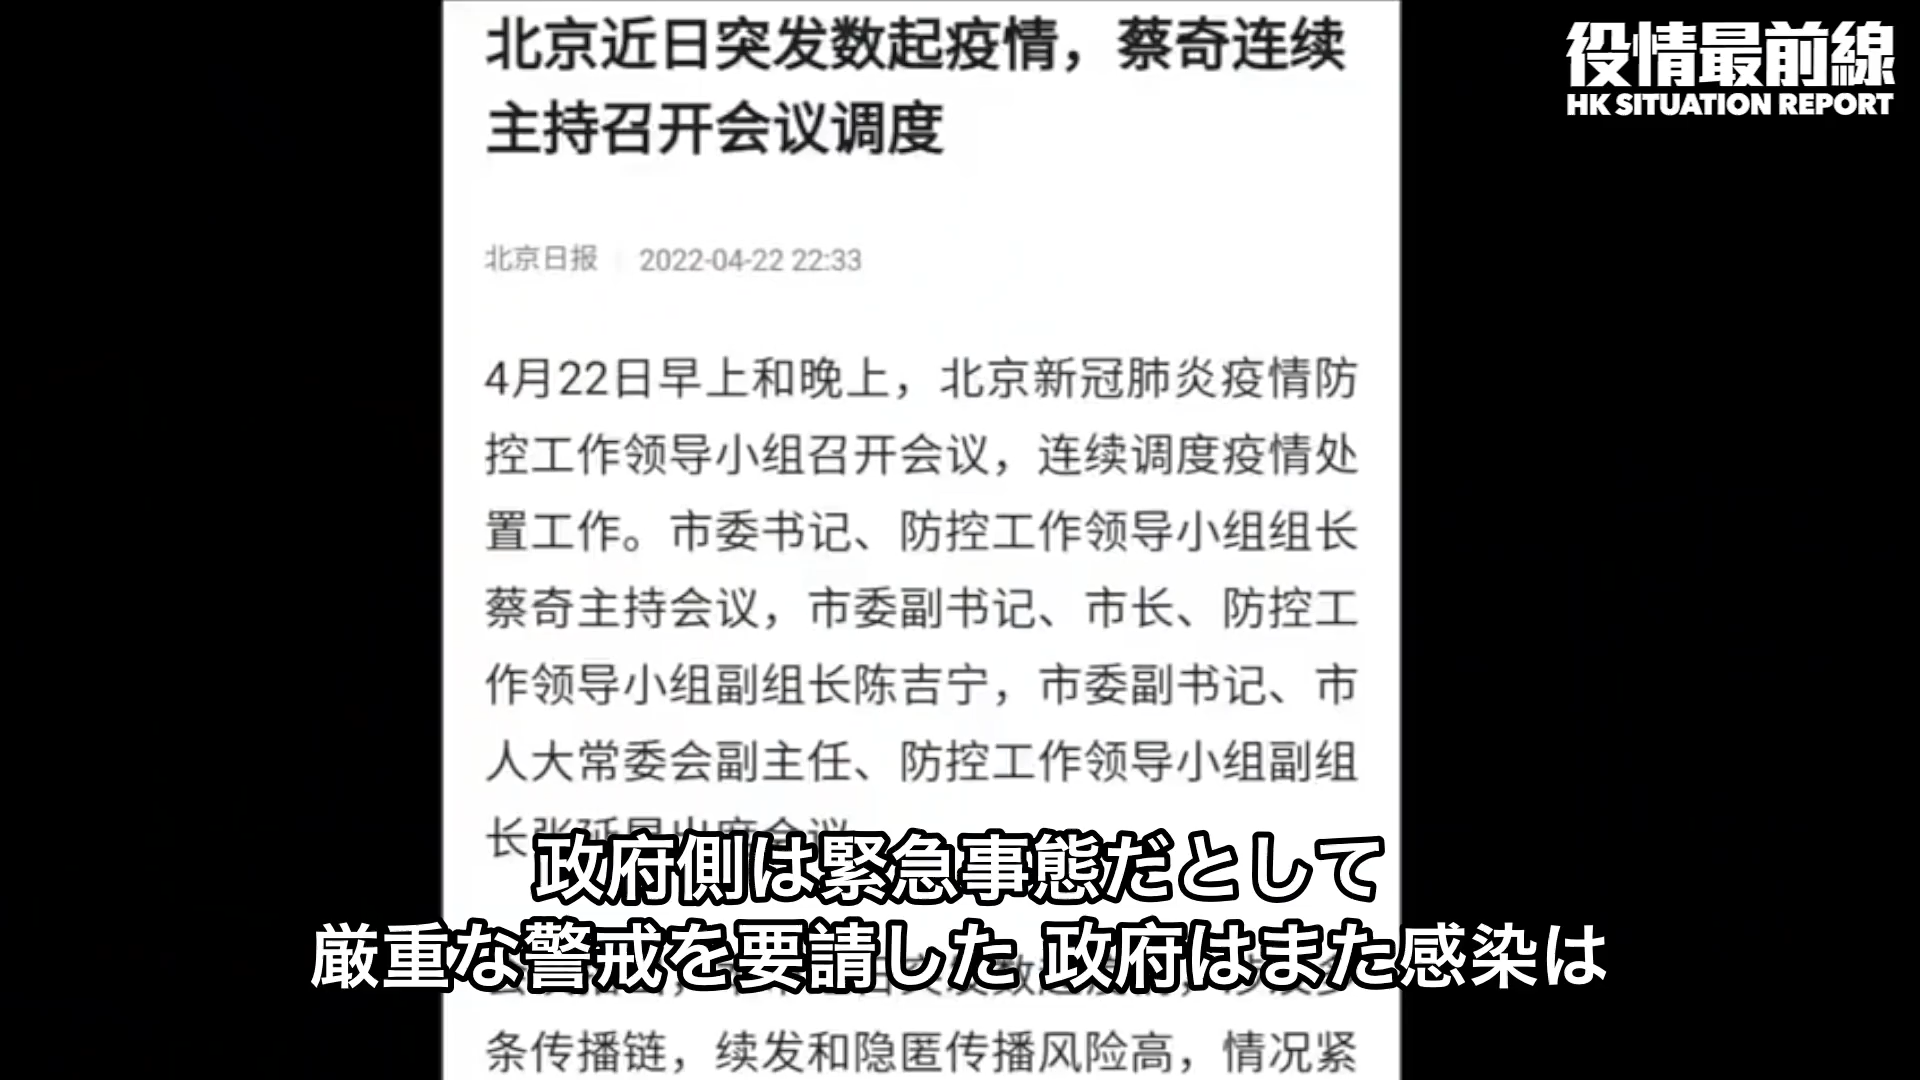 北京近日突发数起疫情，蔡奇连续
主持召开会议调度
役情最前線
HK SITUATION REPORT
北京日报 | 2022-04-22 22:33
4月22日早上和晚上，北京新冠肺炎疫情防
控工作领导小组召开会议，连续调度疫情处
置工作。市委书记、防控工作领导小组组长
蔡奇主持会议，市委副书记、市长、防控工
作领导小组副组长陈吉宁，市委副书记、市
人大常委会副主任、防控工作领导小组副组
长张延昆出席会议
政府側は緊急事態だとして
厳重な警戒を要請した 政府はまた感染は
条传播链，续发和隐匿传播风险高，情况紧